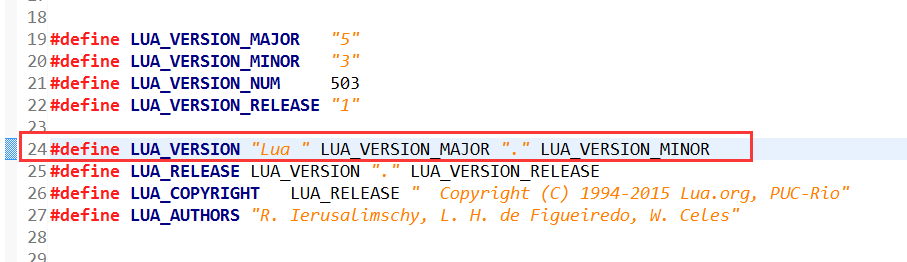 18
19 #define LUA_VERSION_MAJOR "5"
20 #define LUA_VERSION_MINOR "3"
21 #define LUA_VERSION_NUM 503
22 #define LUA_VERSION_RELEASE "1"
23
24 #define LUA_VERSION "Lua " LUA_VERSION_MAJOR "." LUA_VERSION_MINOR
25 #define LUA_RELEASE LUA_VERSION "." LUA_VERSION_RELEASE
26 #define LUA_COPYRIGHT LUA_RELEASE "  Copyright (C) 1994-2015 Lua.org, PUC-Rio"
27 #define LUA_AUTHORS "R. Ierusalimschy, L. H. de Figueiredo, W. Celes"
28